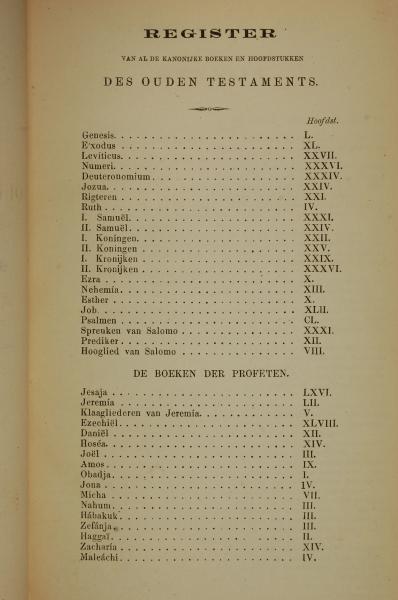 REGISTER
VAN AL DE KANONIJKE BOEKEN EN HOOFDSTUKKEN
DES OUDEN TESTAMENTS.
Hoofdst.
Genesis. L.
Exodus XL.
Leviticus. XXVII.
Numeri. XXXVI.
Deuteronomium XXXIV.
Jozua. XXIV.
Rigteren XXI.
Ruth IV.
I. Samuël. XXXI.
II. Samuël. XXIV.
I. Koningen. XXII.
II. Koningen XXV.
I. Kronijken XXIX.
II. Kronijken XXXVI.
Ezra X.
Nehemía XIII.
Esther X.
Job. XLII.
Psalmen CL.
Spreuken van Salomo XXXI.
Prediker XII.
Hooglied van Salomo VIII.
DE BOEKEN DER PROFETEN.
Jesaja LXVI.
Jeremía LII.
Klaagliederen van Jeremía. V.
Ezechiël XLVIII.
Daniël XII.
Hoséa. XIV.
Joël III.
Amos IX.
Obadja. I.
Jona IV.
Micha VII.
Nahum. III.
Hábakuk III.
Zefánja III.
Haggaï. II.
Zacharía XIV.
Maleáchi IV.